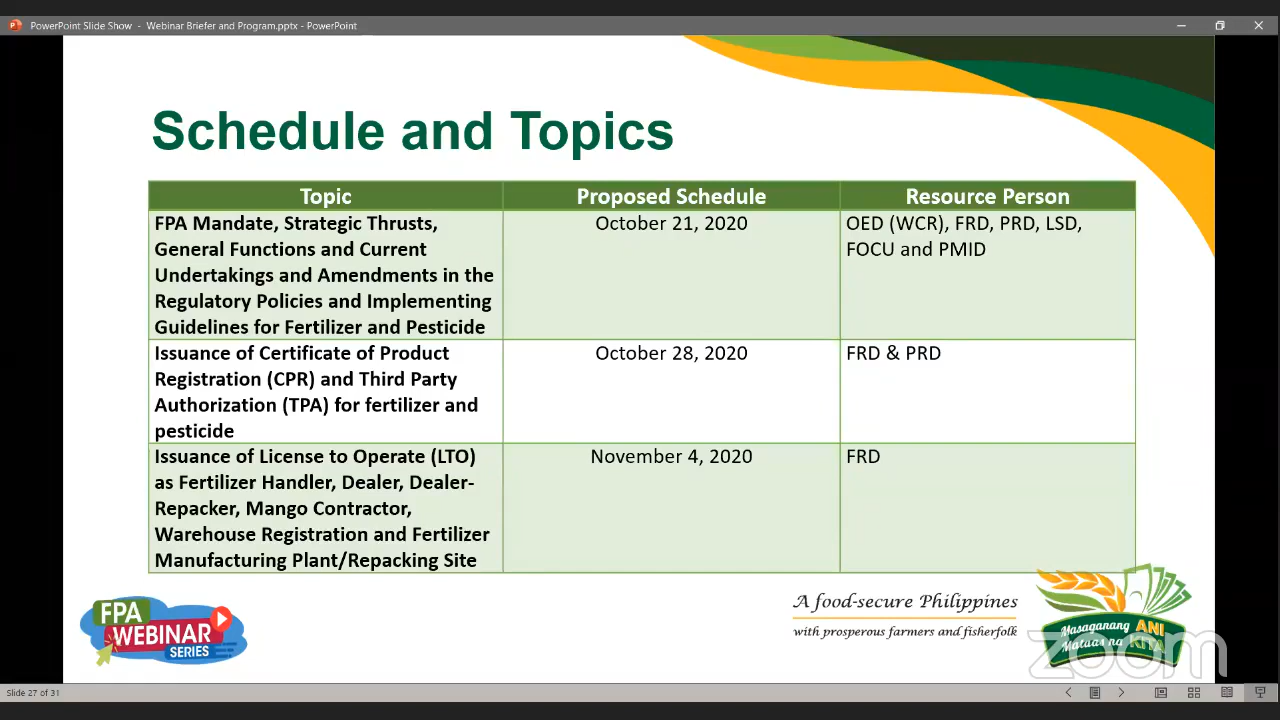 PowerPoint Slide Show - Webinar Briefer and Program.pptx - PowerPoint
Schedule and Topics
Topic
Proposed Schedule
Resource Person
FPA Mandate, Strategic Thrusts,
General Functions and Current
Undertakings and Amendments in the
Regulatory Policies and Implementing
Guidelines for Fertilizer and Pesticide
October 21, 2020
OED (WCR), FRD, PRD, LSD,
FOCU and PMID
Issuance of Certificate of Product
Registration (CPR) and Third Party
Authorization (TPA) for fertilizer and
pesticide
October 28, 2020
FRD & PRD
Issuance of License to Operate (LTO)
as Fertilizer Handler, Dealer, Dealer-
Repacker, Mango Contractor,
Warehouse Registration and Fertilizer
Manufacturing Plant/Repacking Site
November 4, 2020
FRD
FPA
WEBINAR
SERIES
A food-secure Philippines
with prosperous farmers and fisherfolk
Masaganang ANI
Mataas na KITA
zoom
Slide 27 of 31